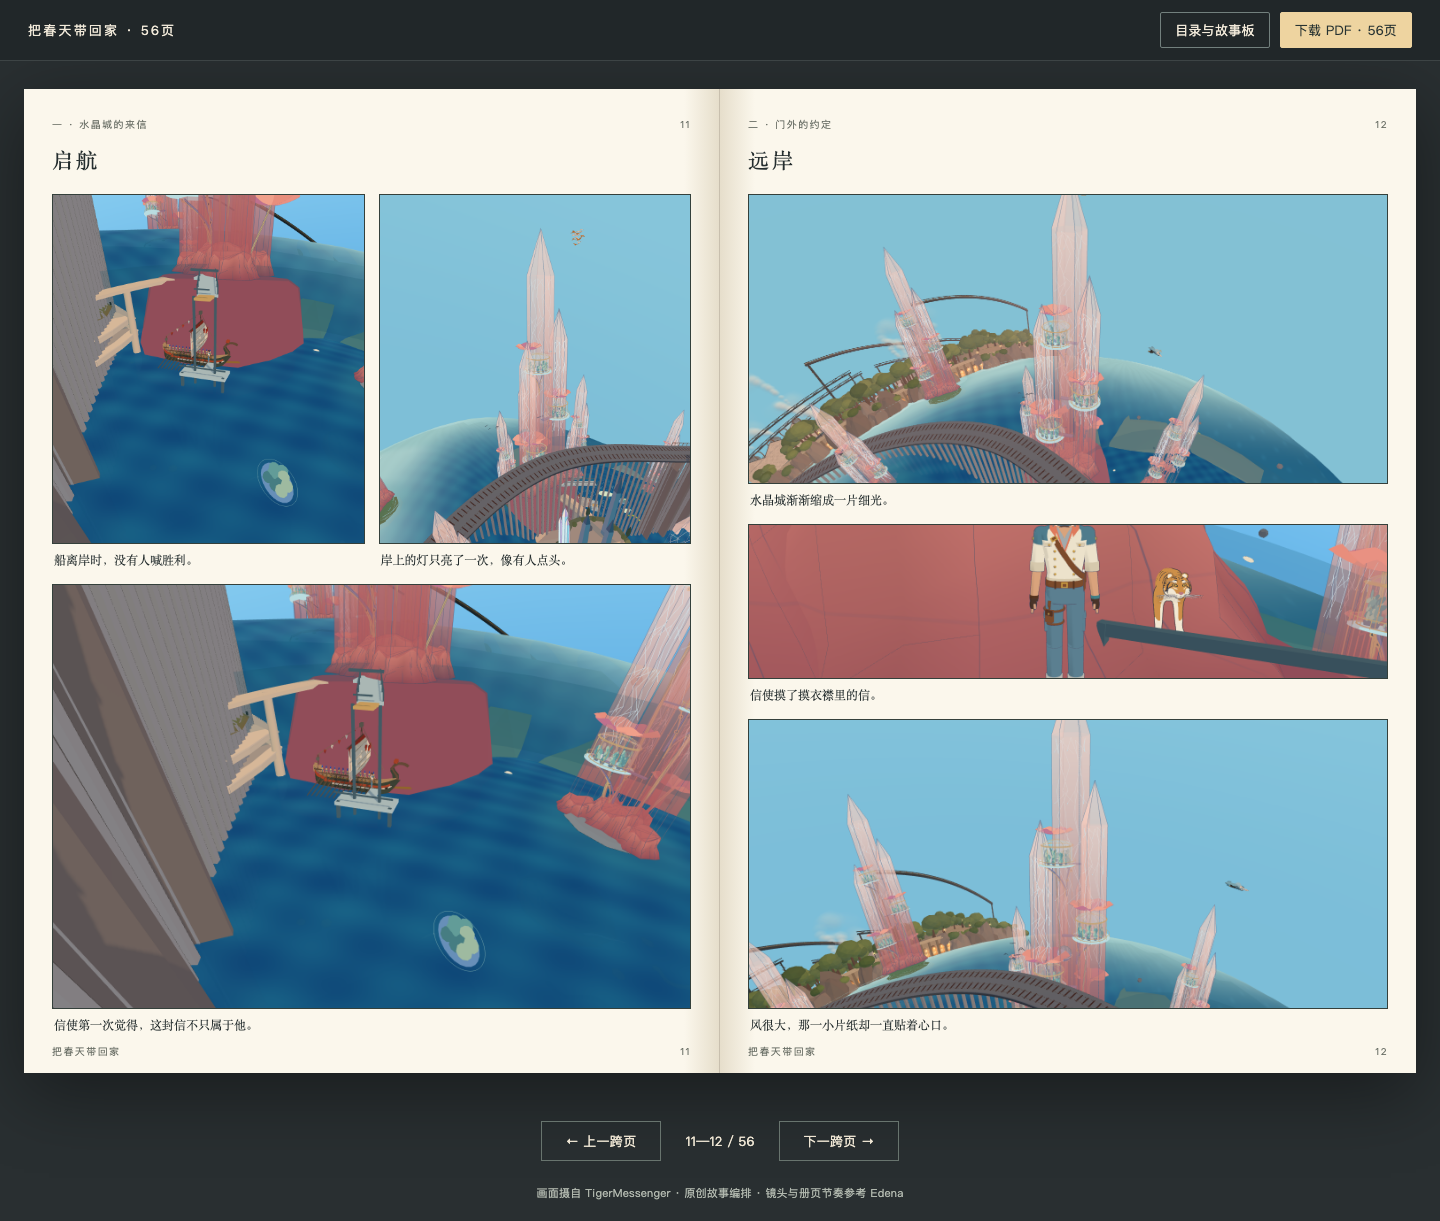 把春天带回家 · 56页
目录与故事板
下载 PDF · 56页
一 · 水晶城的来信
11
启航
船离岸时，没有人喊胜利。
岸上的灯只亮了一次，像有人点头。
信使第一次觉得，这封信不只属于他。
把春天带回家
11
二 · 门外的约定
12
远岸
水晶城渐渐缩成一片细光。
信使摸了摸衣襟里的信。
风很大，那一小片纸却一直贴着心口。
把春天带回家
12
← 上一跨页
11—12 / 56
下一跨页 →
画面摄自 TigerMessenger · 原创故事编排 · 镜头与册页节奏参考 Edena